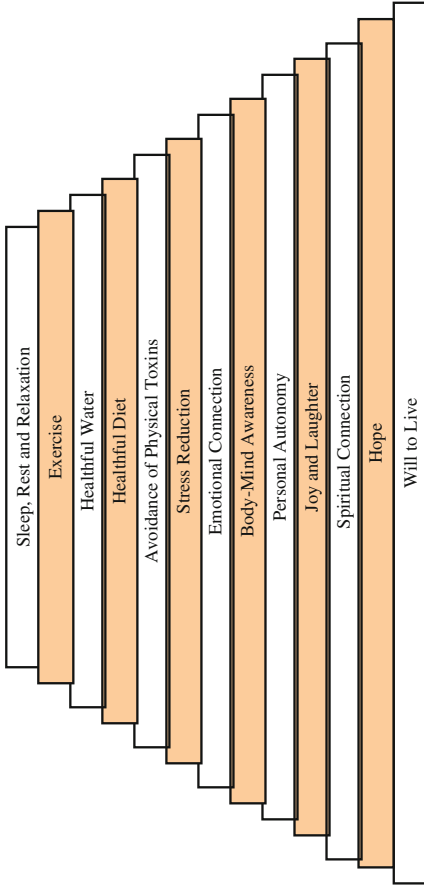 Sleep, Rest and Relaxation
Exercise
Healthful Water
Healthful Diet
Avoidance of Physical Toxins
Stress Reduction
Emotional Connection
Body-Mind Awareness
Personal Autonomy
Joy and Laughter
Spiritual Connection
Hope
Will to Live